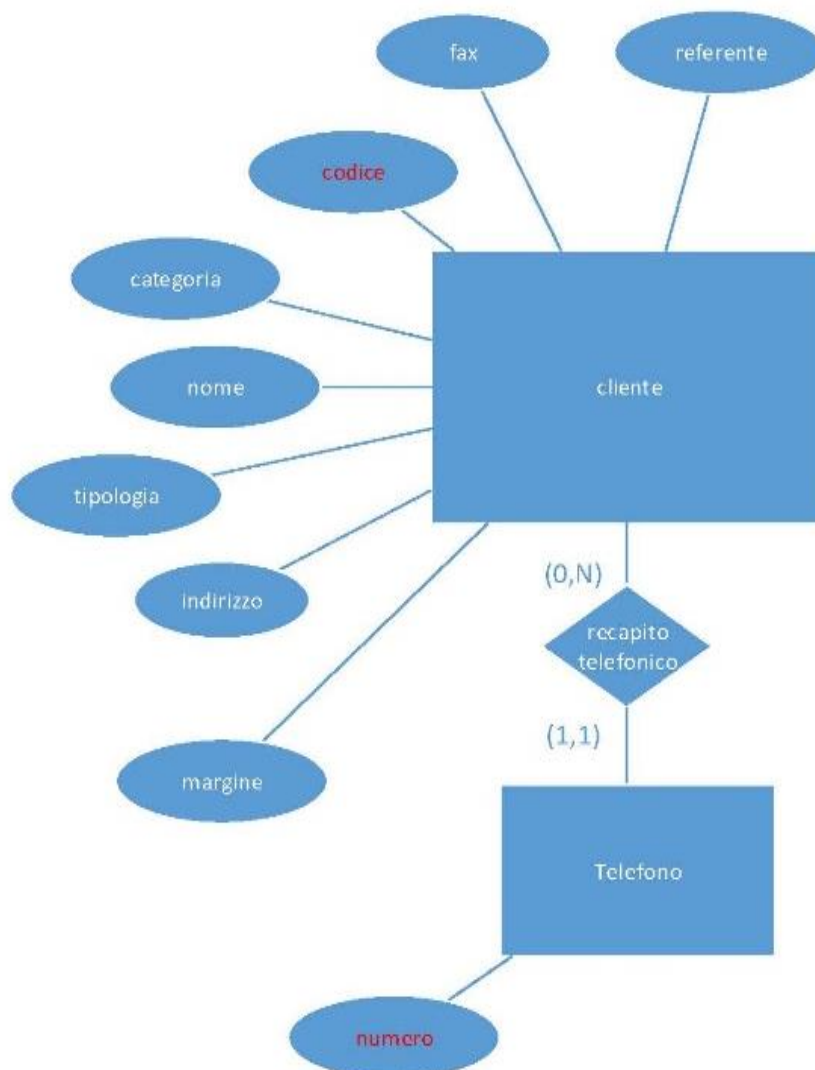 fax
referente
codice
categoria
nome
cliente
tipologia
indirizzo
(0,N)
recapito
telefonico
(1,1)
margine
Telefono
numero